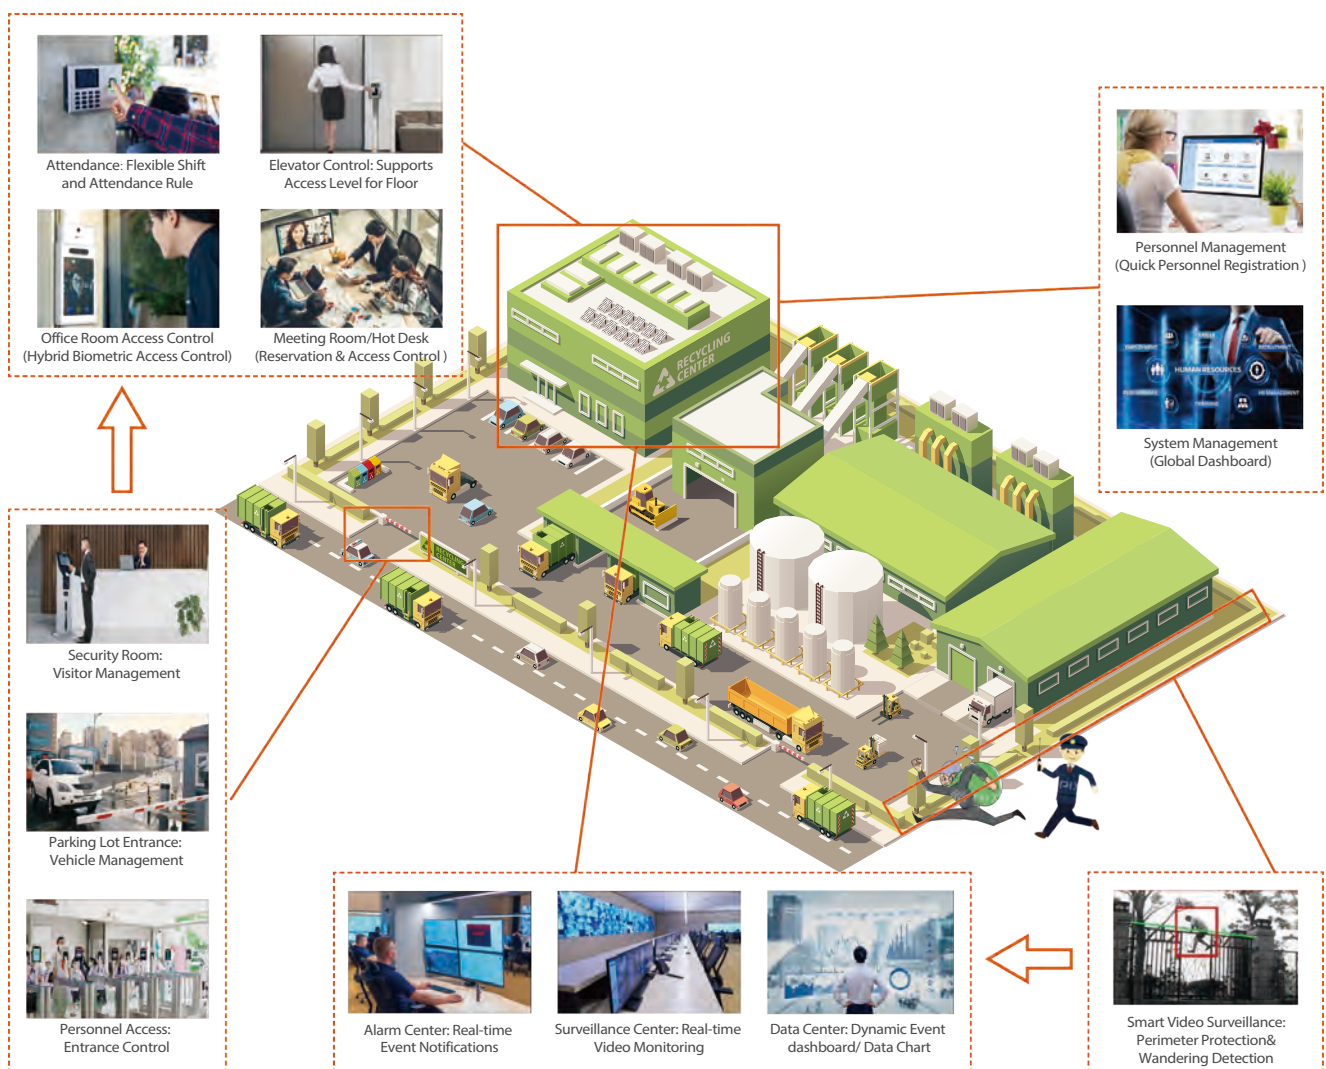 Attendance: Flexible Shift
and Attendance Rule
Elevator Control: Supports
Access Level for Floor
Office Room Access Control
(Hybrid Biometric Access Control)
Meeting Room/Hot Desk
(Reservation & Access Control )
Personnel Management
(Quick Personnel Registration )
HUMAN RESOURCES
System Management
(Global Dashboard)
RECYCLING
CENTER
RECYCLING
CENTER
Security Room:
Visitor Management
Parking Lot Entrance:
Vehicle Management
Personnel Access:
Entrance Control
Alarm Center: Real-time
Event Notifications
Surveillance Center: Real-time
Video Monitoring
Data Center: Dynamic Event
dashboard/ Data Chart
Smart Video Surveillance:
Perimeter Protection&
Wandering Detection